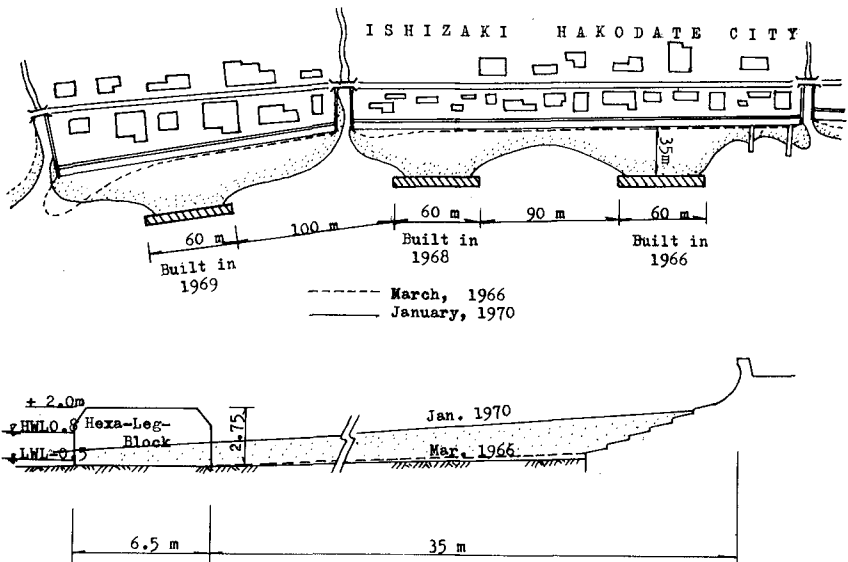 ISHIZAKI HAKODATE CITY
35m
60 m
100 m
60 m
90 m
60 m
Built in
1969
Built in
1968
Built in
1966
March, 1966
January, 1970
+ 2.0m
HWL0.8
Hexa-Leg-
Block
2.75
Jan. 1970
LWL-0.5
Mar. 1966
6.5 m
35 m